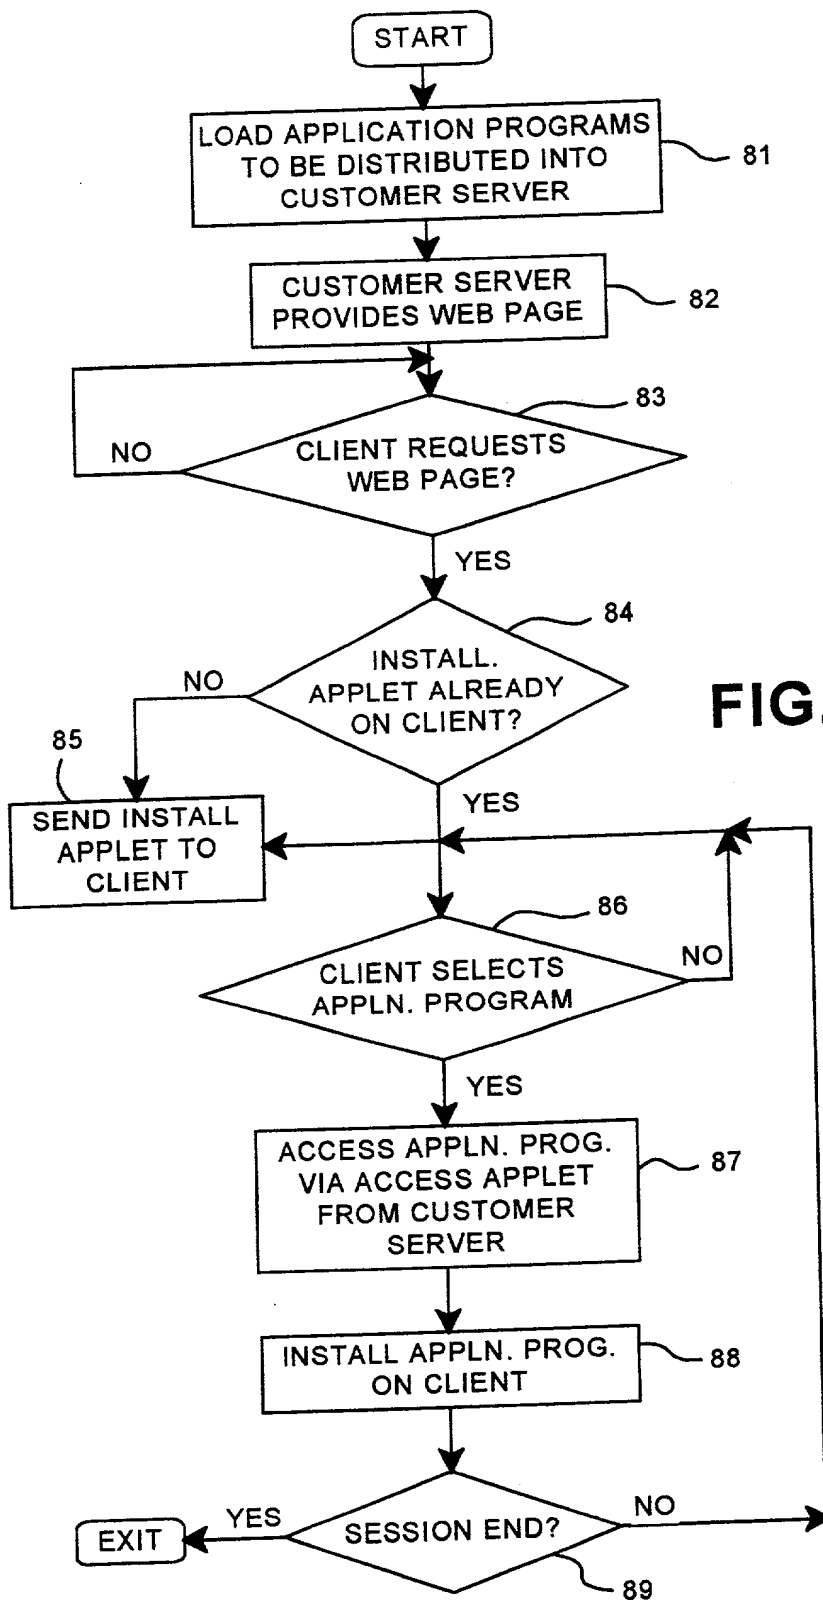 START
LOAD APPLICATION PROGRAMS
TO BE DISTRIBUTED INTO
CUSTOMER SERVER
81
CUSTOMER SERVER
PROVIDES WEB PAGE
82
83
CLIENT REQUESTS
WEB PAGE?
NO
YES
84
INSTALL.
APPLET ALREADY
ON CLIENT?
NO
FIG.
85
YES
SEND INSTALL
APPLET TO
CLIENT
86
CLIENT SELECTS
APPLN. PROGRAM
NO
YES
ACCESS APPLN. PROG.
VIA ACCESS APPLET
FROM CUSTOMER
SERVER
87
INSTALL APPLN. PROG.
ON CLIENT
88
SESSION END?
YES
NO
EXIT
89